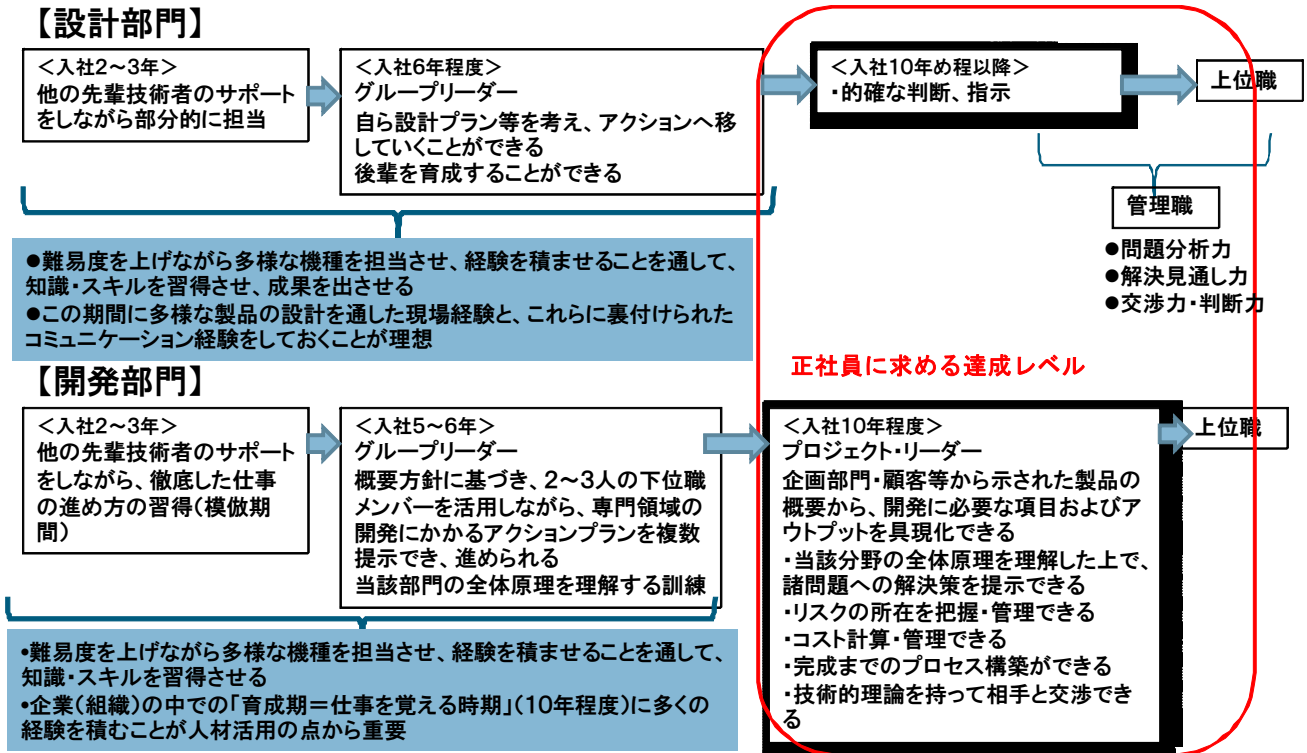 【設計部門】
＜入社2～3年＞
他の先輩技術者のサポート
をしながら部分的に担当
＜入社6年程度＞
グループリーダー
自ら設計プラン等を考え、アクションへ移
していくことができる
後輩を育成することができる
＜入社10年め程以降＞
・的確な判断、指示
上位職
管理職
●問題分析力
●解決見通し力
●交渉力・判断力
●難易度を上げながら多様な機種を担当させ、経験を積ませることを通して、
知識・スキルを習得させ、成果を出させる
●この期間に多様な製品の設計を通した現場経験と、これらに裏付けられた
コミュニケーション経験をしておくことが理想
正社員に求める達成レベル
【開発部門】
＜入社2～3年＞
他の先輩技術者のサポート
をしながら、徹底した仕事
の進め方の習得（模倣期
間）
＜入社5～6年＞
グループリーダー
概要方針に基づき、2～3人の下位職
メンバーを活用しながら、専門領域の
開発にかかるアクションプランを複数
提示でき、進められる
当該部門の全体原理を理解する訓練
＜入社10年程度＞
プロジェクト・リーダー
企画部門・顧客等から示された製品の
概要から、開発に必要な項目およびア
ウトプットを具現化できる
・当該分野の全体原理を理解した上で、
諸問題への解決策を提示できる
・リスクの所在を把握・管理できる
・コスト計算・管理できる
・完成までのプロセス構築ができる
・技術的理論を持って相手と交渉でき
る
上位職
•難易度を上げながら多様な機種を担当させ、経験を積ませることを通して、
知識・スキルを習得させる
•企業（組織）の中での「育成期＝仕事を覚える時期」（10年程度）に多くの
経験を積むことが人材活用の点から重要